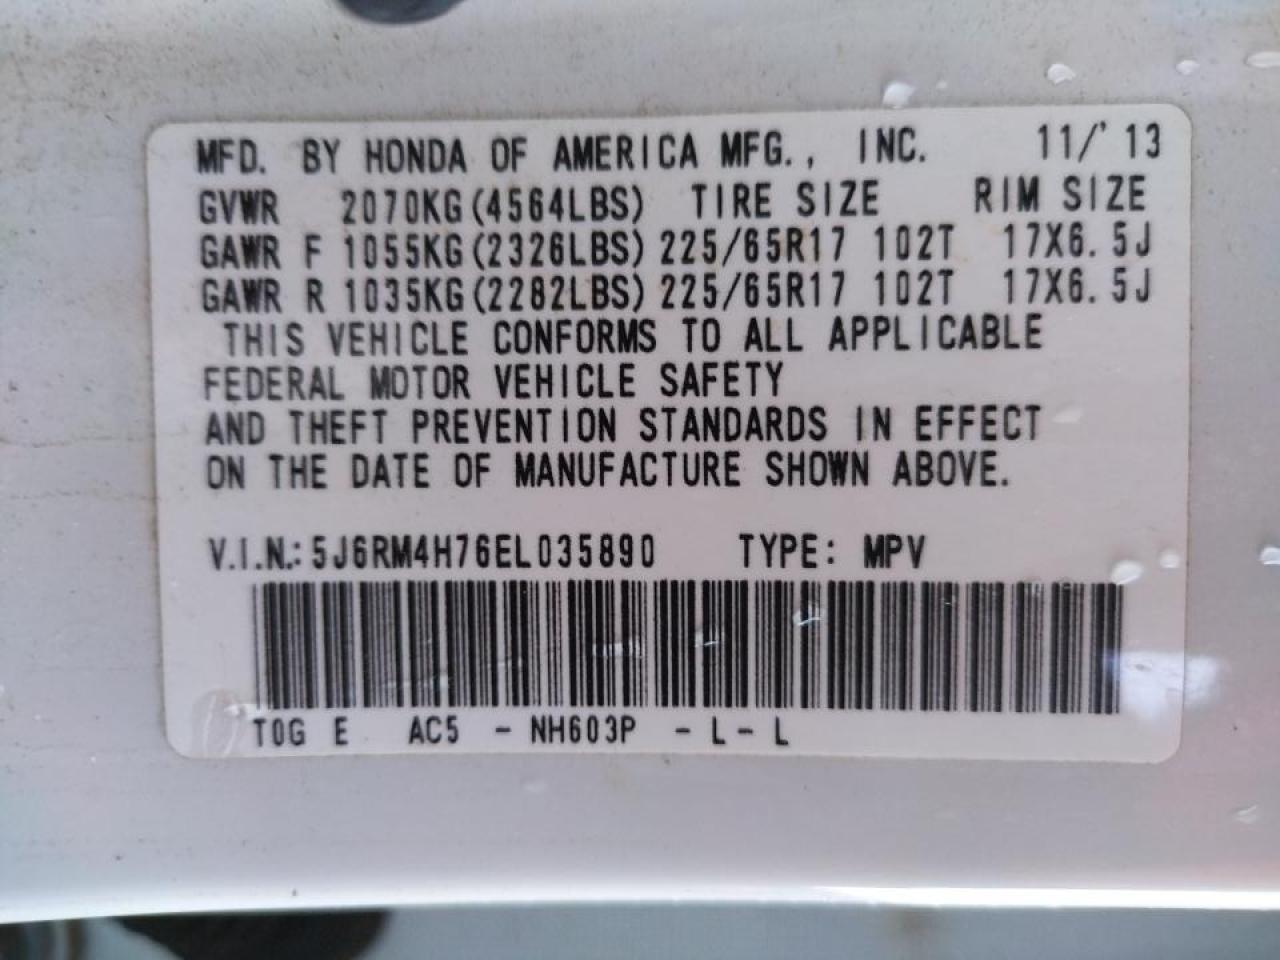 MFD. BY HONDA OF AMERICA MFG., INC. 11/'13
GVWR 2070KG(4564LBS) TIRE SIZE RIM SIZE
GAWR F 1055KG(2326LBS) 225/65R17 102T 17X6.5J
GAWR R 1035KG(2282LBS) 225/65R17 102T 17X6.5J
THIS VEHICLE CONFORMS TO ALL APPLICABLE
FEDERAL MOTOR VEHICLE SAFETY
AND THEFT PREVENTION STANDARDS IN EFFECT
ON THE DATE OF MANUFACTURE SHOWN ABOVE.
V.I.N.: 5J6RM4H76EL035890 TYPE: MPV
T0G E AC5 - NH603P - L - L